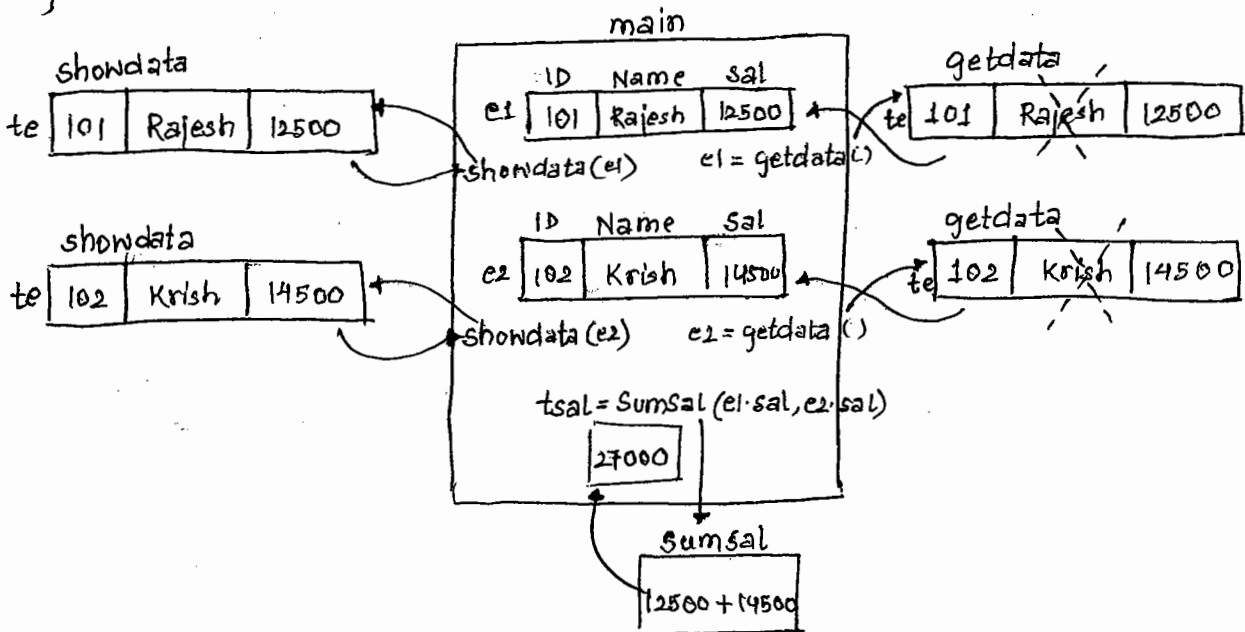 }
main
showdata
te 101 Rajesh 12500
ID Name Sal
e1 101 Rajesh 12500
getdata
te 101 Rajesh 12500
showdata(e1)
e1 = getdata()
showdata
te 102 Krish 14500
ID Name Sal
e2 102 Krish 14500
getdata
te 102 Krish 14500
showdata(e2)
e2 = getdata()
tsal = SumSal (e1.sal, e2.sal)
27000
sumsal
12500 + 14500